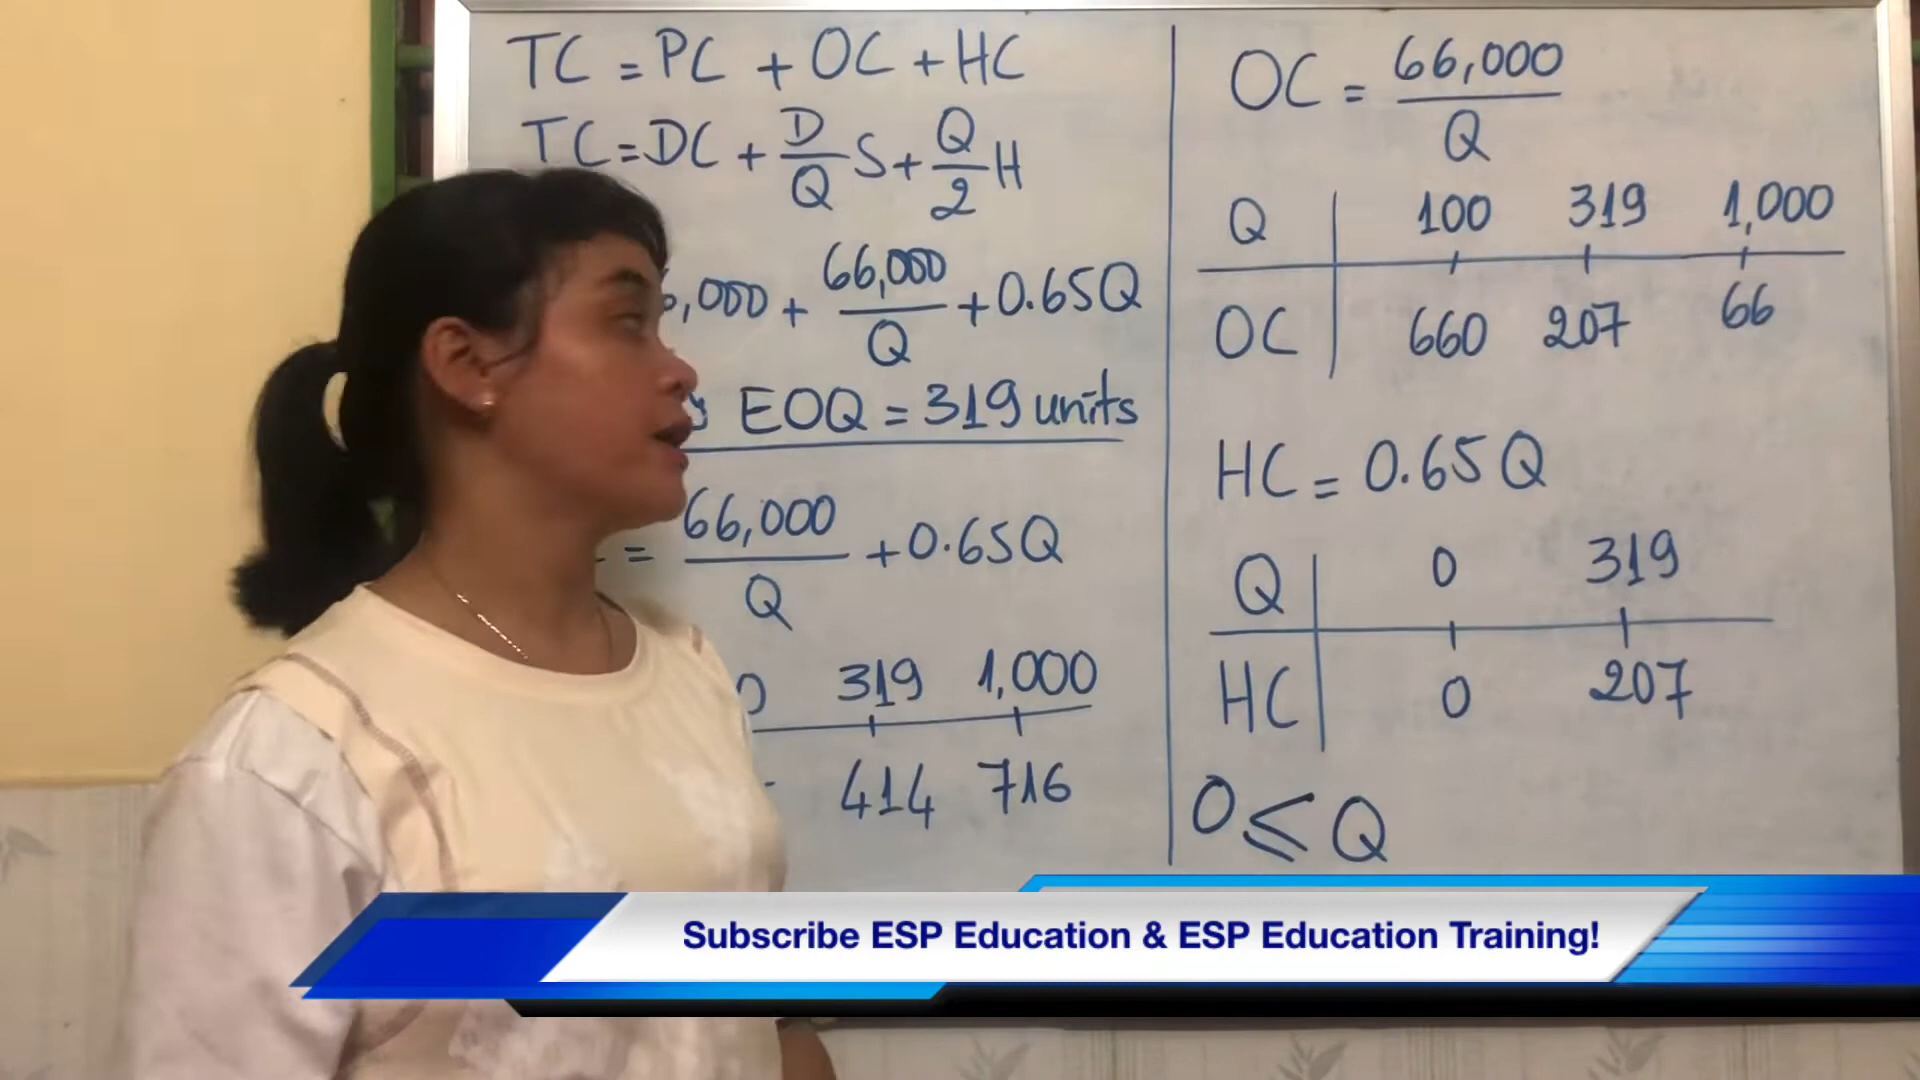 TC = PC + OC + HC
TC = DC + D/Q S + Q/2 H
,000 + 66,000/Q + 0.65Q
EOQ = 319 units
= 66,000/Q + 0.65Q
319 1,000
414 716
OC = 66,000/Q
Q 100 319 1,000
OC 660 207 66
HC = 0.65Q
Q 0 319
HC 0 207
0 ≤ Q
Subscribe ESP Education & ESP Education Training!